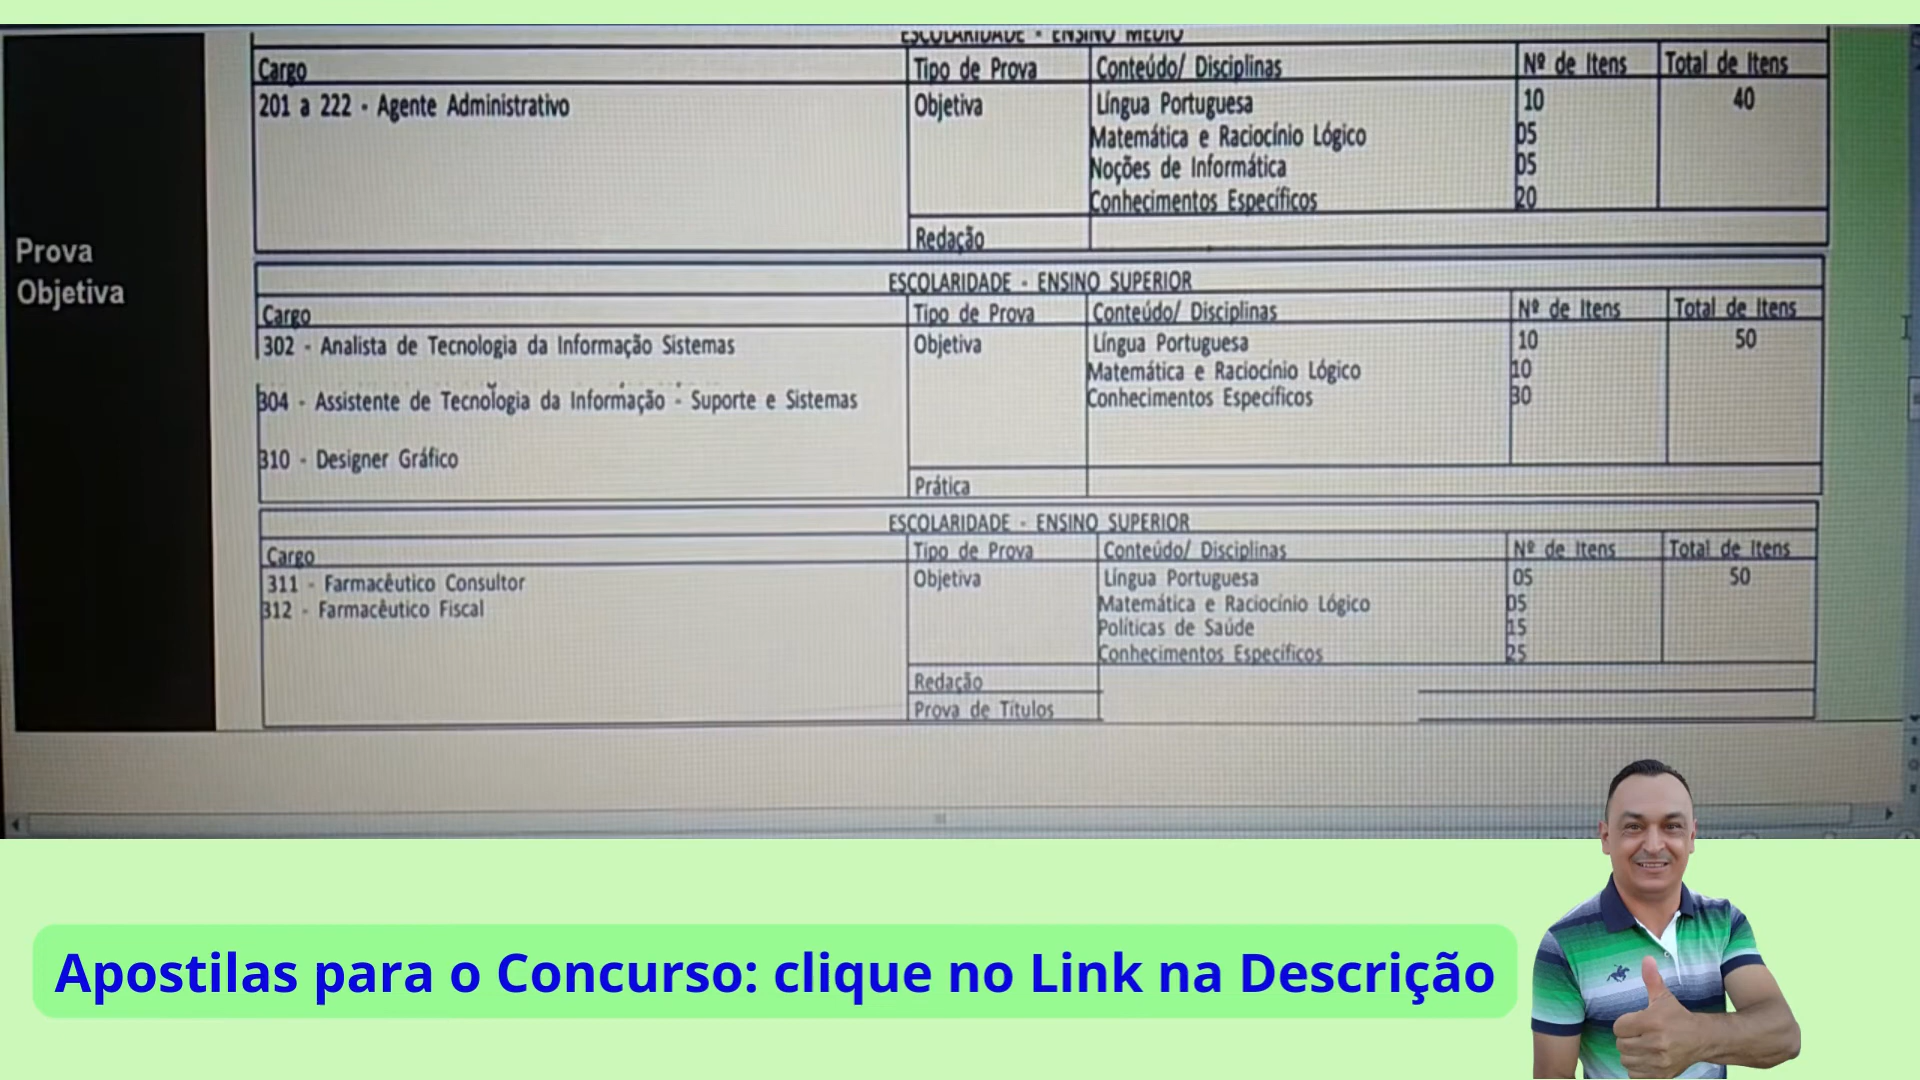 ESCOLARIDADE - ENSINO MÉDIO
Cargo Tipo de Prova Conteúdo/ Disciplinas Nº de Itens Total de Itens
201 a 222 - Agente Administrativo Objetiva Língua Portuguesa 10 40
Matemática e Raciocínio Lógico 05
Noções de Informática 05
Conhecimentos Específicos 20
Redação
Prova
Objetiva
ESCOLARIDADE - ENSINO SUPERIOR
Cargo Tipo de Prova Conteúdo/ Disciplinas Nº de Itens Total de Itens
302 - Analista de Tecnologia da Informação Sistemas Objetiva Língua Portuguesa 10 50
Matemática e Raciocínio Lógico 10
304 - Assistente de Tecnologia da Informação - Suporte e Sistemas Conhecimentos Específicos 30
310 - Designer Gráfico
Prática
ESCOLARIDADE - ENSINO SUPERIOR
Cargo Tipo de Prova Conteúdo/ Disciplinas Nº de Itens Total de Itens
311 - Farmacêutico Consultor Objetiva Língua Portuguesa 05 50
312 - Farmacêutico Fiscal Matemática e Raciocínio Lógico 05
Políticas de Saúde 15
Conhecimentos Específicos 25
Redação
Prova de Títulos
Apostilas para o Concurso: clique no Link na Descrição